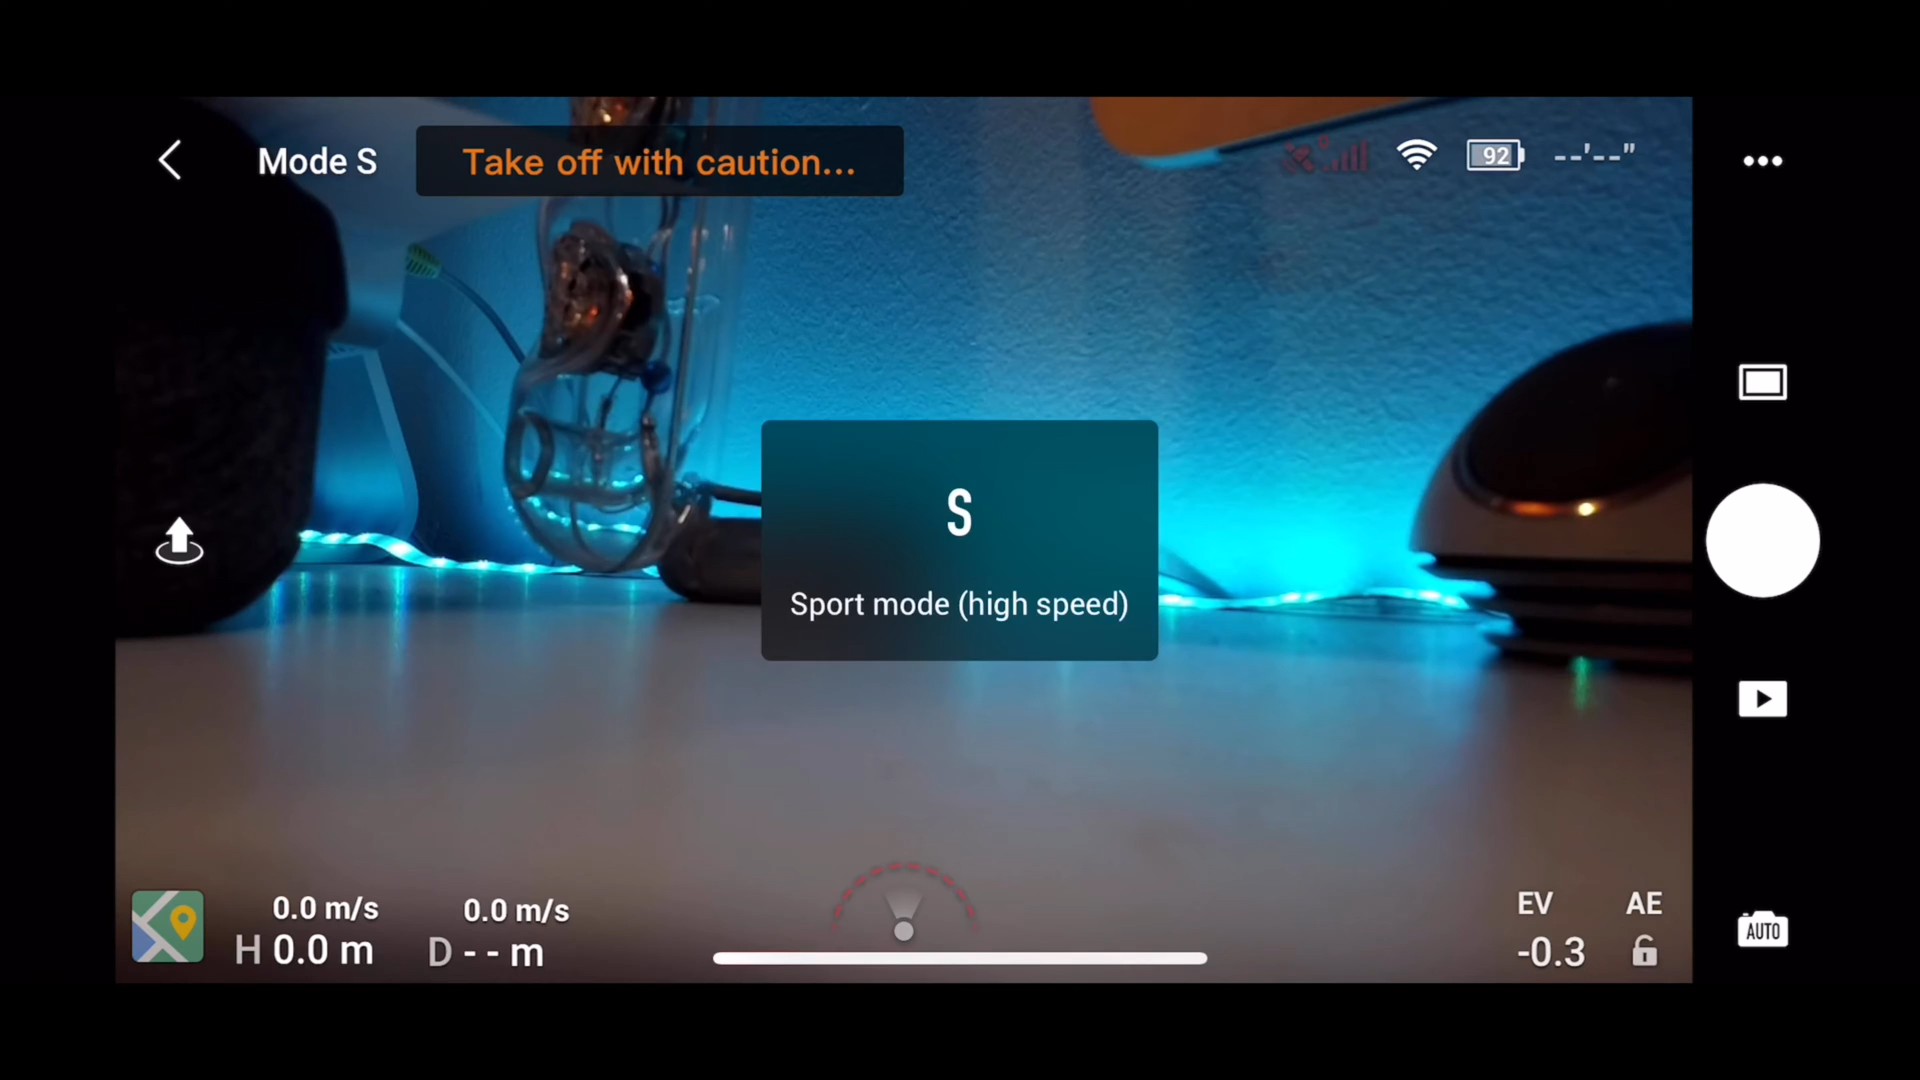 Mode S
Take off with caution...
0
92
--'--"
S
Sport mode (high speed)
0.0 m/s
0.0 m/s
H 0.0 m
D - - m
EV
AE
-0.3
AUTO